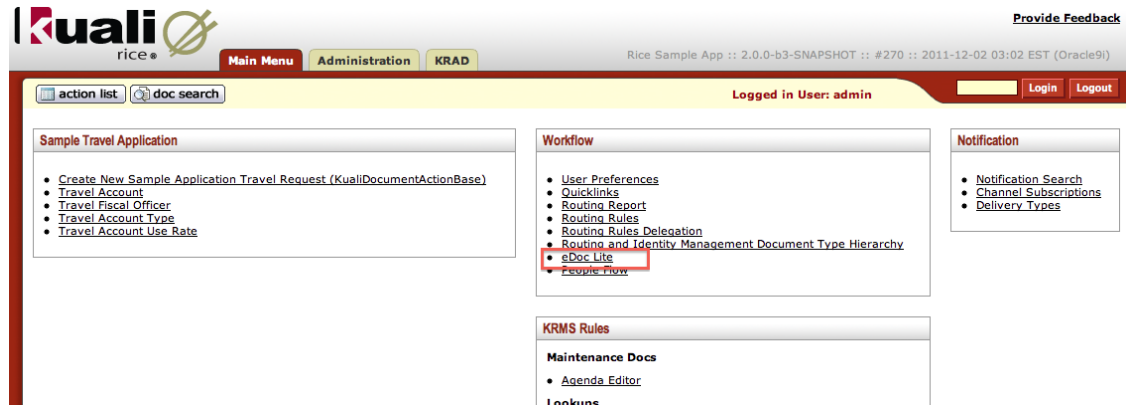 Kuali
rice
Provide Feedback
Main Menu
Administration
KRAD
Rice Sample App :: 2.0.0-b3-SNAPSHOT :: #270 :: 2011-12-02 03:02 EST (Oracle9i)
action list
doc search
Logged in User: admin
Login
Logout
Sample Travel Application
Create New Sample Application Travel Request (KualiDocumentActionBase)
Travel Account
Travel Fiscal Officer
Travel Account Type
Travel Account Use Rate
Workflow
User Preferences
Quicklinks
Routing Report
Routing Rules
Routing Rules Delegation
Routing and Identity Management Document Type Hierarchy
eDoc Lite
People Flow
Notification
Notification Search
Channel Subscriptions
Delivery Types
KRMS Rules
Maintenance Docs
Agenda Editor
Lookups